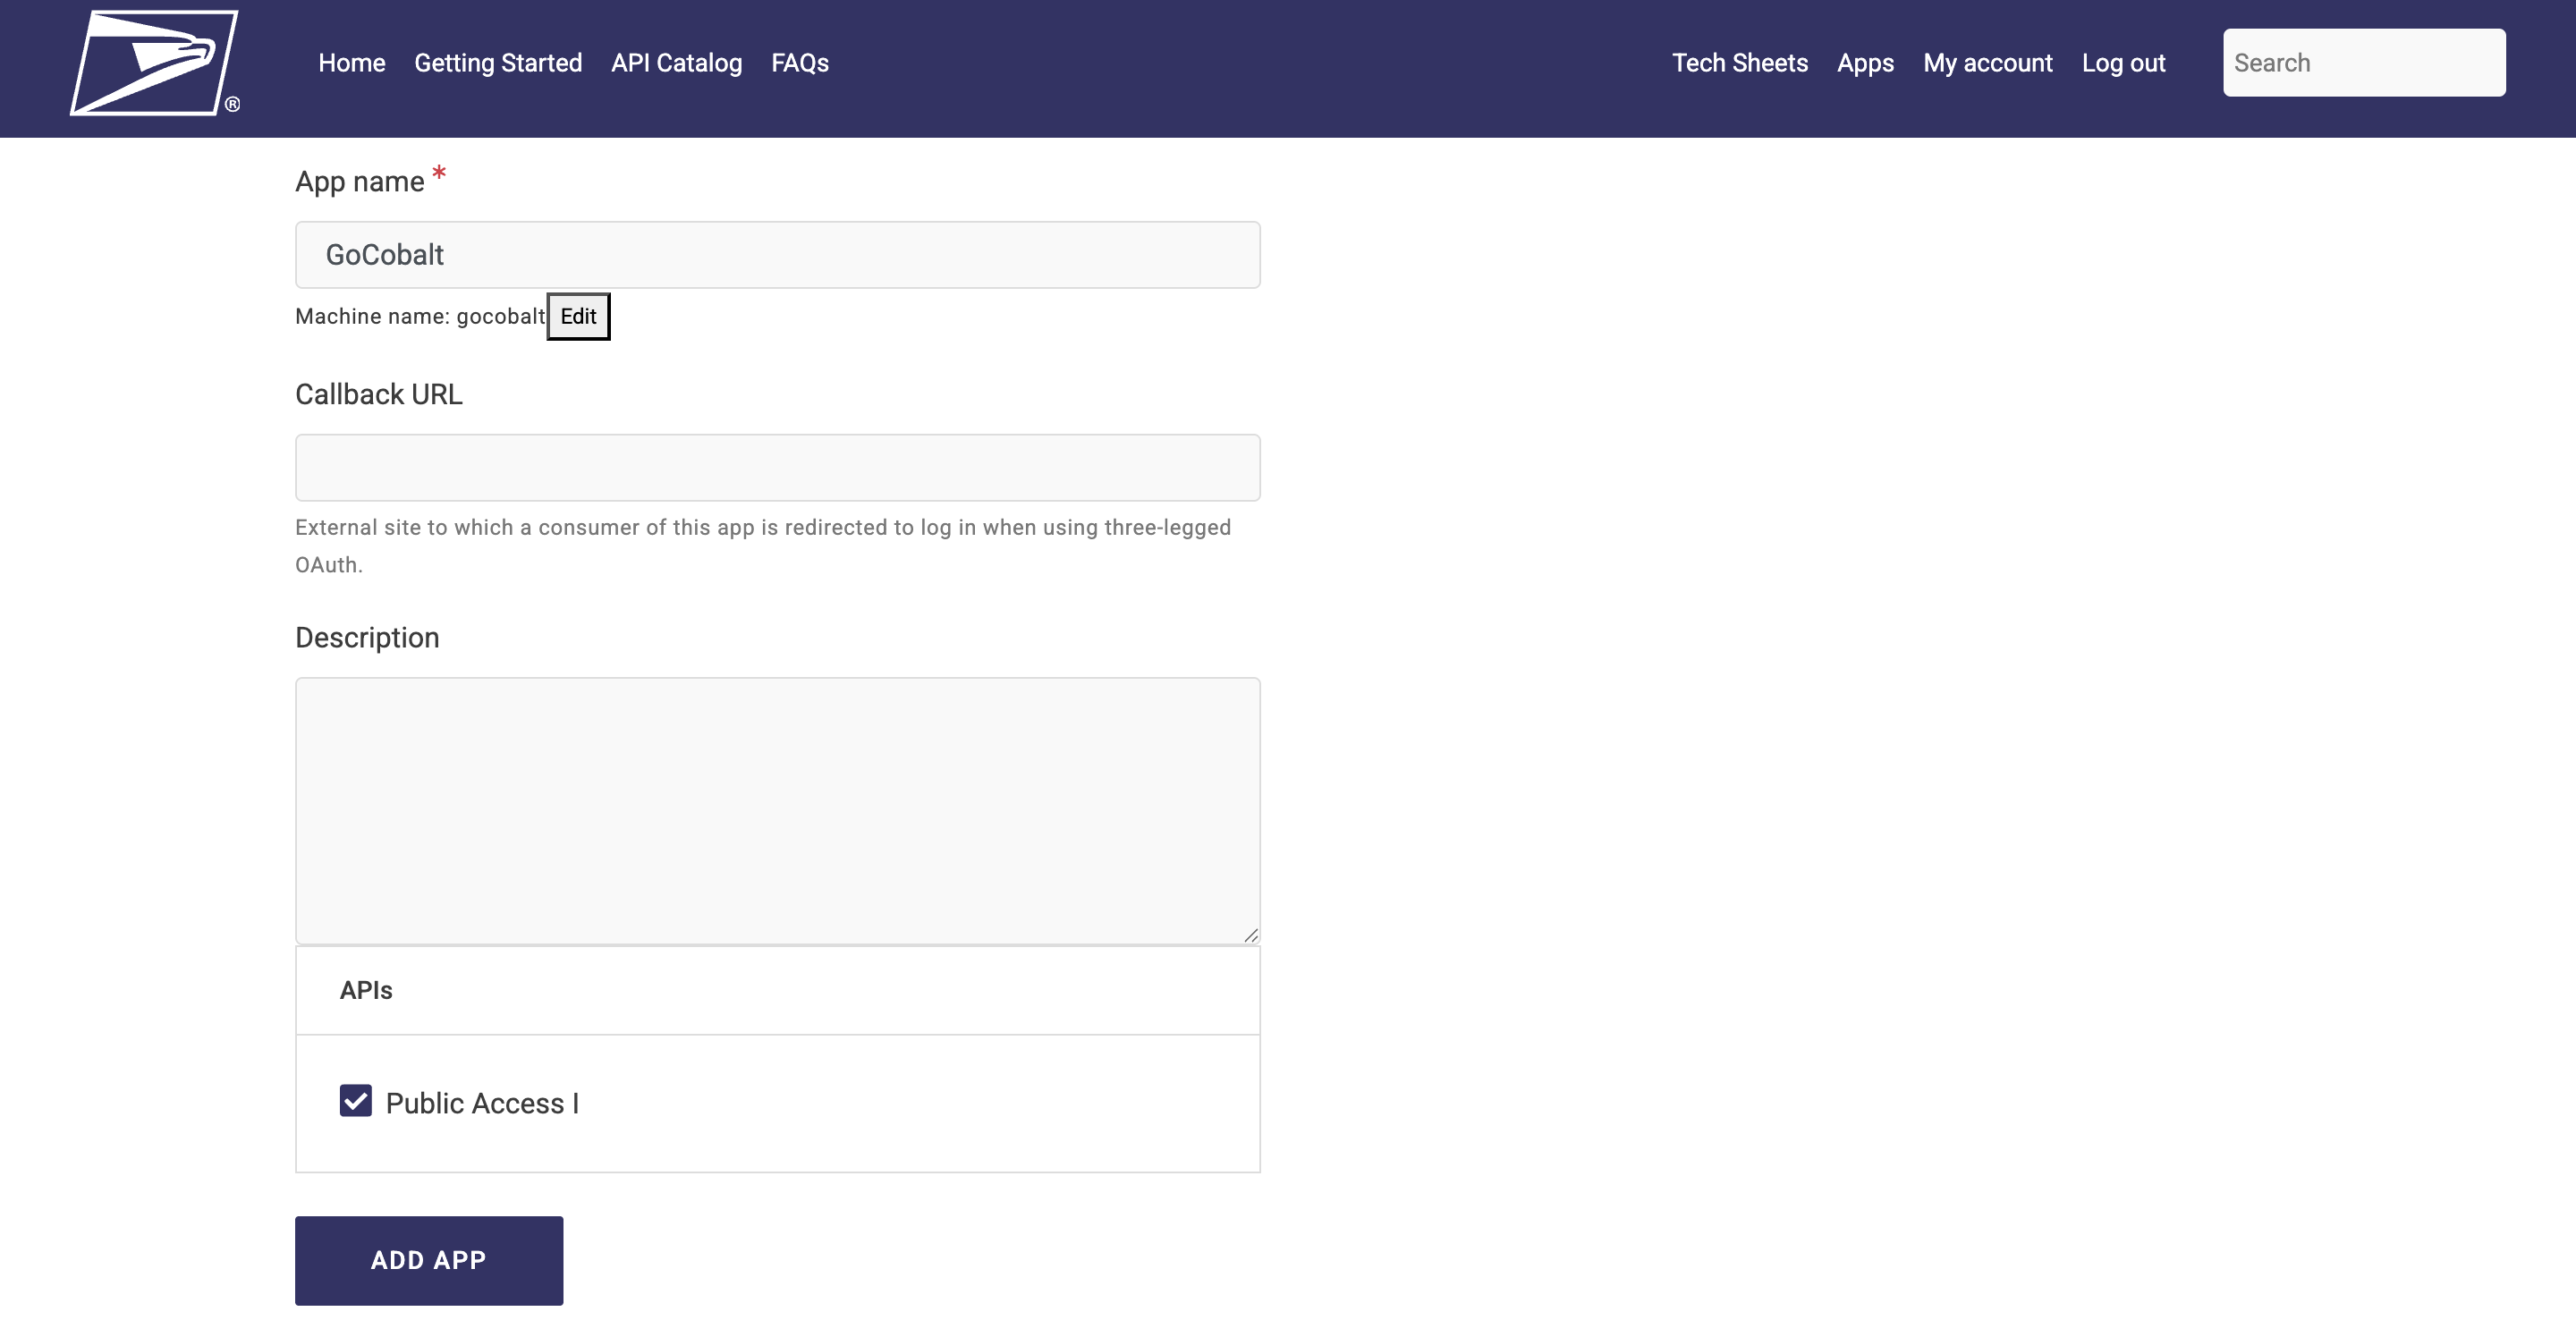 Home Getting Started API Catalog FAQs Tech Sheets Apps My account Log out Search
®
App name *
GoCobalt
Machine name: gocobalt Edit
Callback URL
External site to which a consumer of this app is redirected to log in when using three-legged
OAuth.
Description
APIs
Public Access I
ADD APP